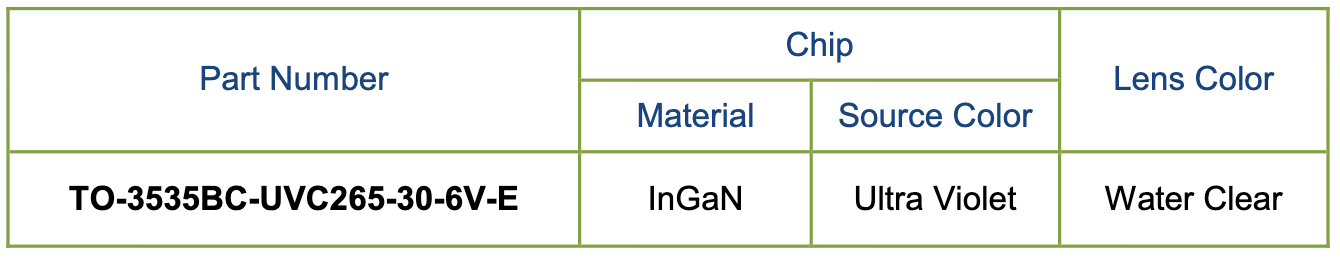 Part Number
Chip
Lens Color
Material
Source Color
TO-3535BC-UVC265-30-6V-E
InGaN
Ultra Violet
Water Clear